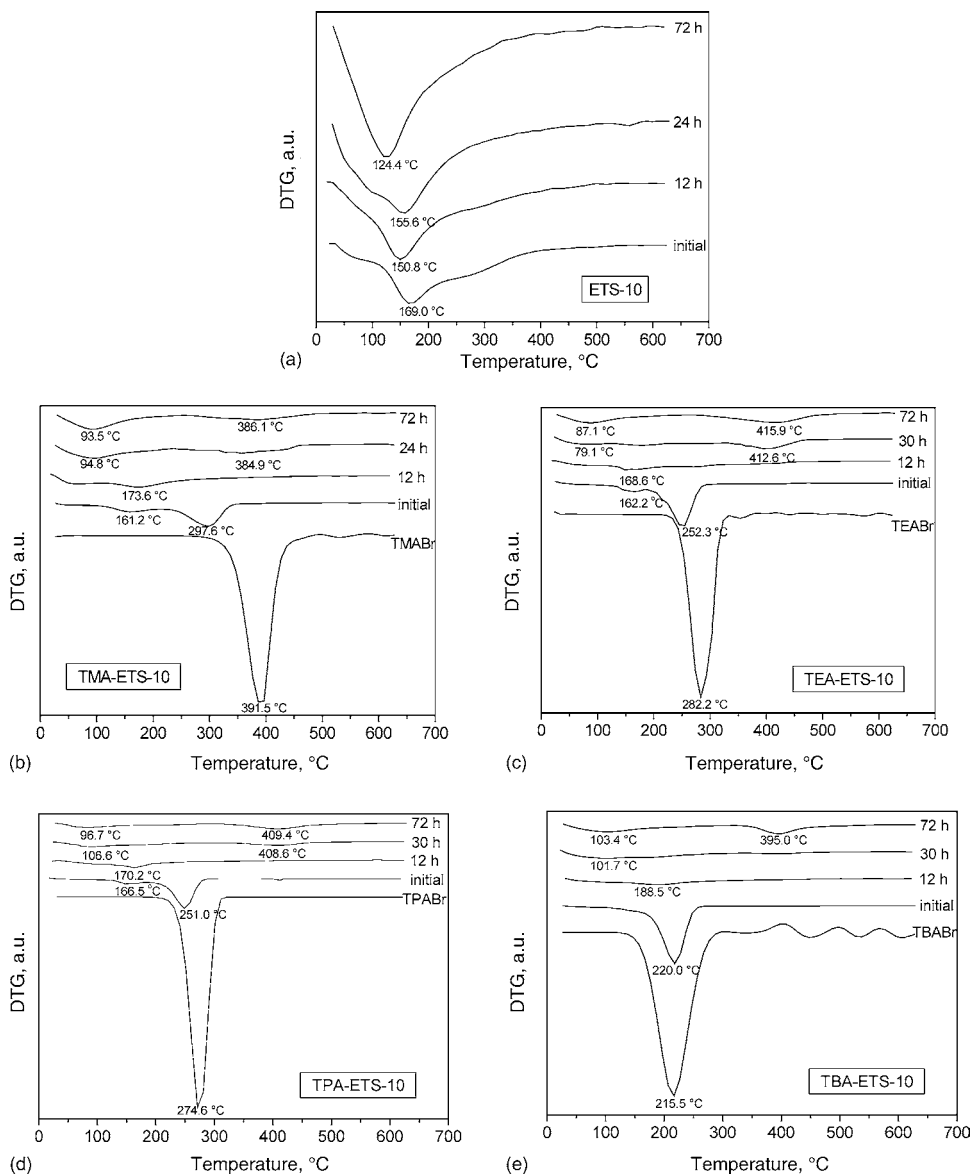 72 h
24 h
12 h
initial
124.4 °C
155.6 °C
150.8 °C
169.0 °C
ETS-10
DTG, a.u.
0 100 200 300 400 500 600 700
Temperature, °C
(a)
72 h
24 h
12 h
initial
TMABr
93.5 °C
386.1 °C
94.8 °C
384.9 °C
173.6 °C
161.2 °C
297.6 °C
391.5 °C
TMA-ETS-10
DTG, a.u.
0 100 200 300 400 500 600 700
Temperature, °C
(b)
72 h
30 h
12 h
initial
TEABr
87.1 °C
415.9 °C
79.1 °C
412.6 °C
168.6 °C
162.2 °C
252.3 °C
282.2 °C
TEA-ETS-10
DTG, a.u.
0 100 200 300 400 500 600 700
Temperature, °C
(c)
72 h
30 h
12 h
initial
TPABr
96.7 °C
409.4 °C
106.6 °C
408.6 °C
170.2 °C
166.5 °C
251.0 °C
274.6 °C
TPA-ETS-10
DTG, a.u.
0 100 200 300 400 500 600 700
Temperature, °C
(d)
72 h
30 h
12 h
initial
TBABr
103.4 °C
395.0 °C
101.7 °C
188.5 °C
220.0 °C
215.5 °C
TBA-ETS-10
DTG, a.u.
0 100 200 300 400 500 600 700
Temperature, °C
(e)